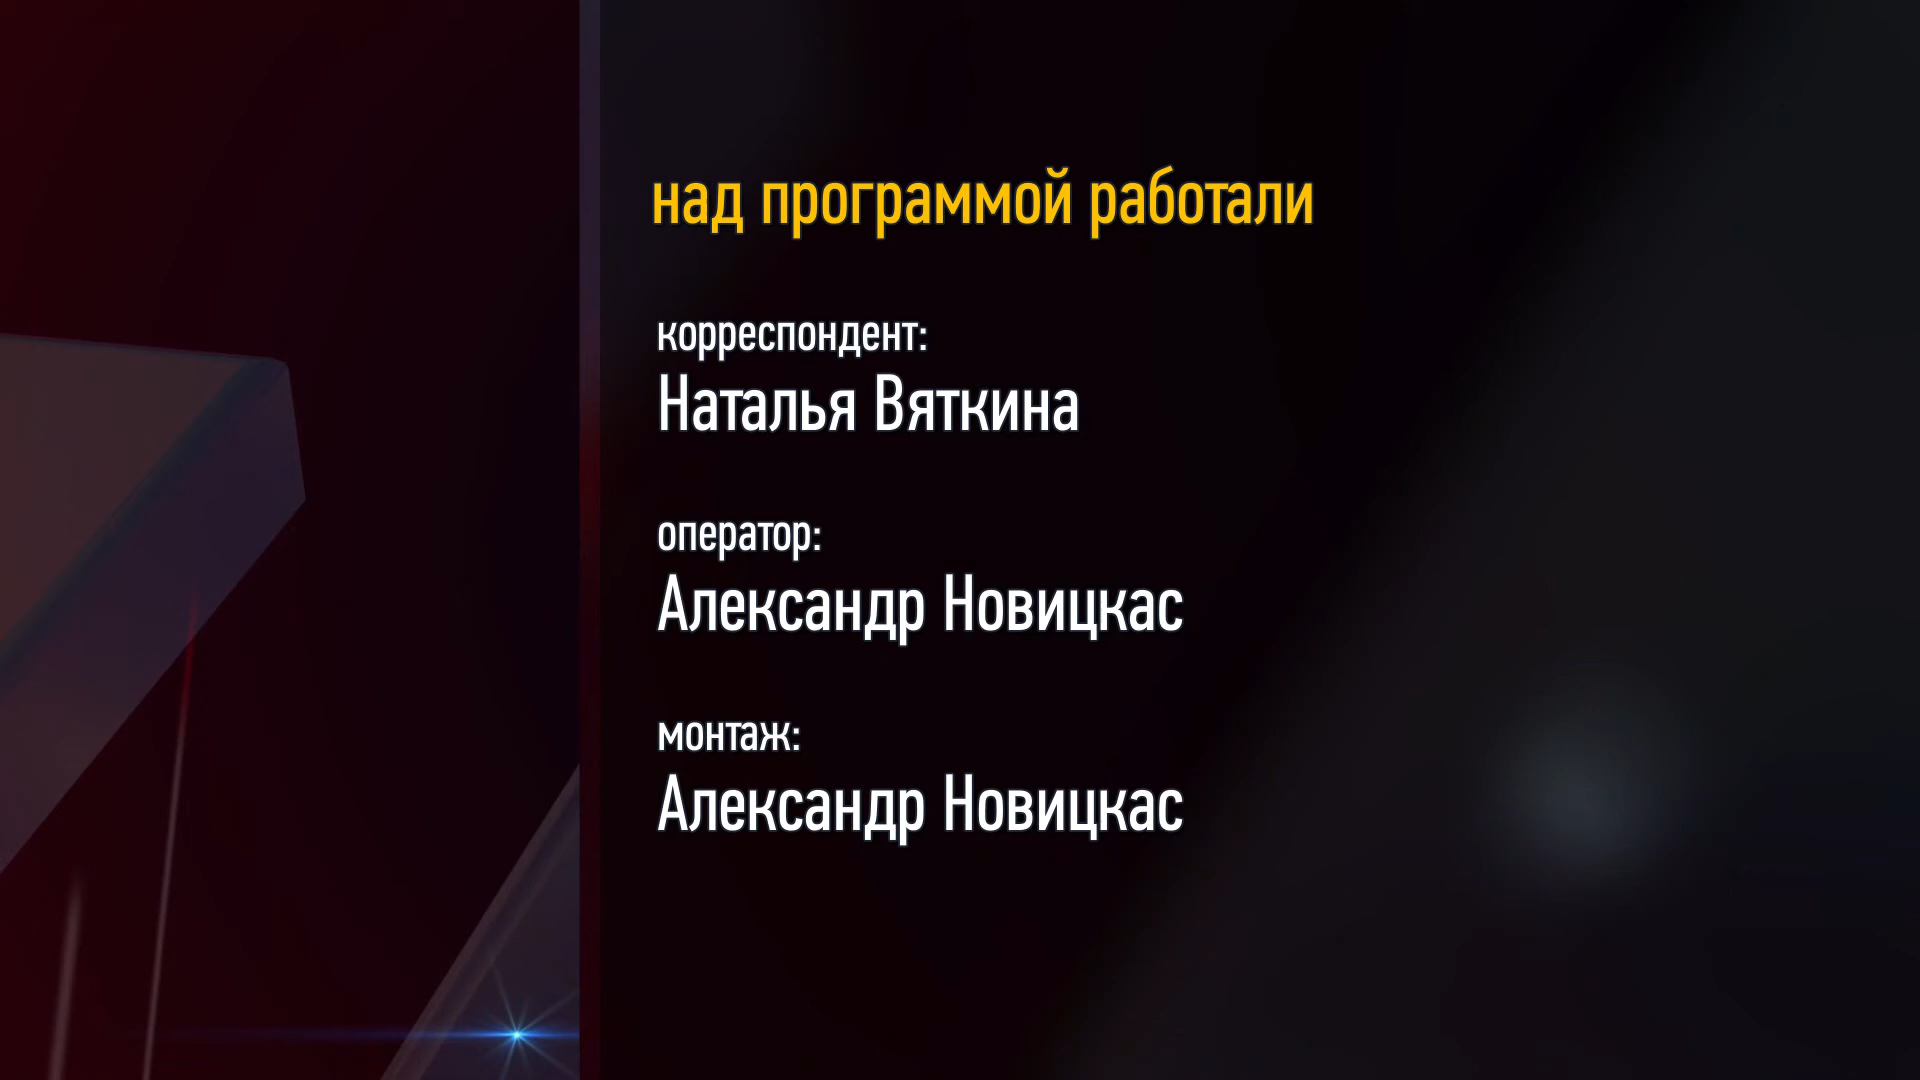 над программой работали
корреспондент:
Наталья Вяткина
оператор:
Александр Новицкас
монтаж:
Александр Новицкас